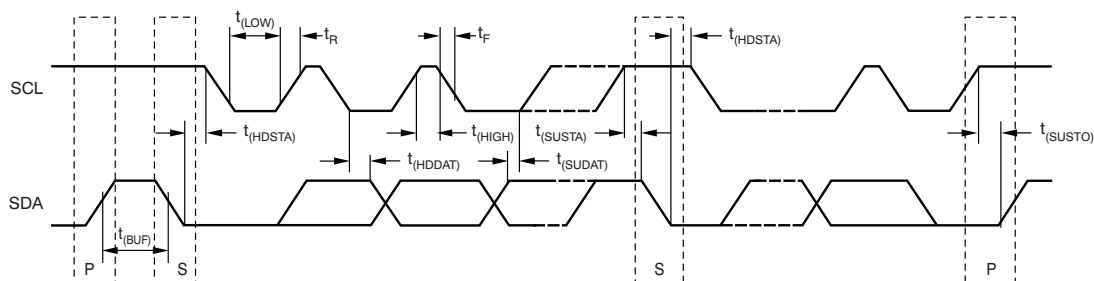 t(LOW)
tR
tF
t(HDSTA)
SCL
t(HDSTA)
t(HIGH)
t(SUSTA)
t(SUSTO)
t(HDDAT)
t(SUDAT)
SDA
t(BUF)
P
S
S
P